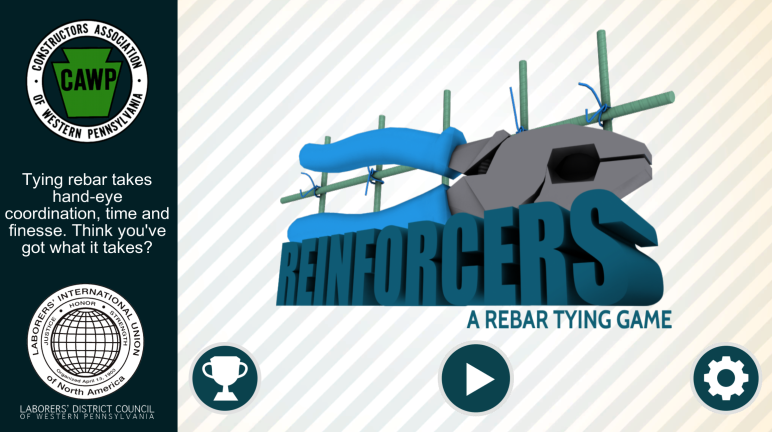 CONSTRUCTORS ASSOCIATION
CAWP
OF WESTERN PENNSYLVANIA
Tying rebar takes
hand-eye
coordination, time and
finesse. Think you've
got what it takes?
LABORERS' INTERNATIONAL UNION
JUSTICE • HONOR • STRENGTH
Organized April 13, 1903
of North America
LABORERS' DISTRICT COUNCIL
OF WESTERN PENNSYLVANIA
REINFORCERS
A REBAR TYING GAME